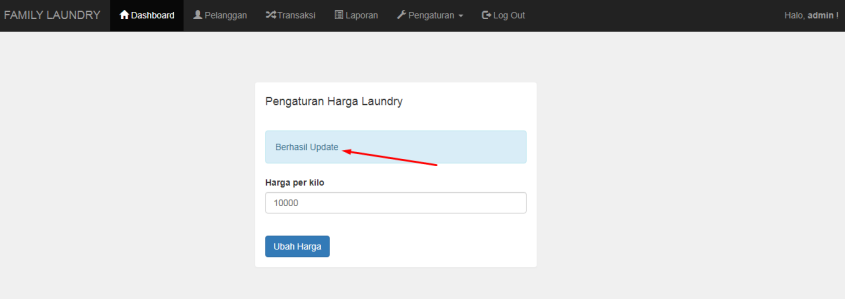 FAMILY LAUNDRY Dashboard Pelanggan Transaksi Laporan Pengaturan Log Out Halo, admin !
Pengaturan Harga Laundry
Berhasil Update
Harga per kilo
10000
Ubah Harga